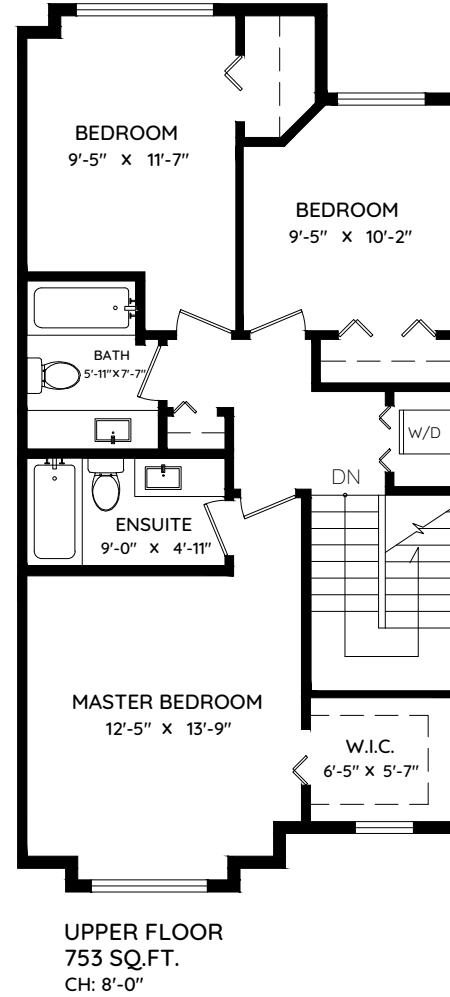 BEDROOM
9'-5" x 11'-7"
BEDROOM
9'-5" x 10'-2"
BATH
5'-11"x7'-7"
W/D
DN
ENSUITE
9'-0" x 4'-11"
MASTER BEDROOM
12'-5" x 13'-9"
W.I.C.
6'-5" x 5'-7"
UPPER FLOOR
753 SQ.FT.
CH: 8'-0"